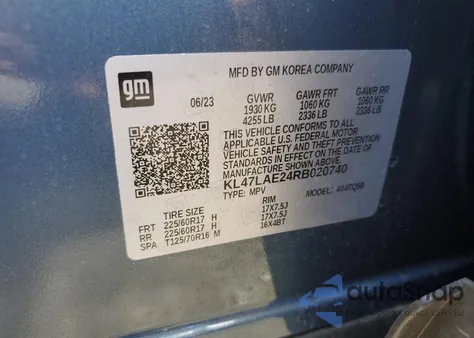 gm
MFD BY GM KOREA COMPANY
06/23 GVWR GAWR FRT GAWR RR
1930 KG 1060 KG 1060 KG
4255 LB 2336 LB 2336 LB
THIS VEHICLE CONFORMS TO ALL
APPLICABLE U.S. FEDERAL MOTOR
VEHICLE SAFETY AND THEFT PREVENTION
STANDARDS IN EFFECT ON THE DATE OF
MANUFACTURE SHOWN ABOVE.
KL47LAE24RB020740
TYPE: MPV MODEL:
TIRE SIZE RIM
FRT 225/60R17 H 17X7.5J
RR 225/60R17 H 17X7.5J
SPA T125/70R16 M 16X4BT
autoSnap